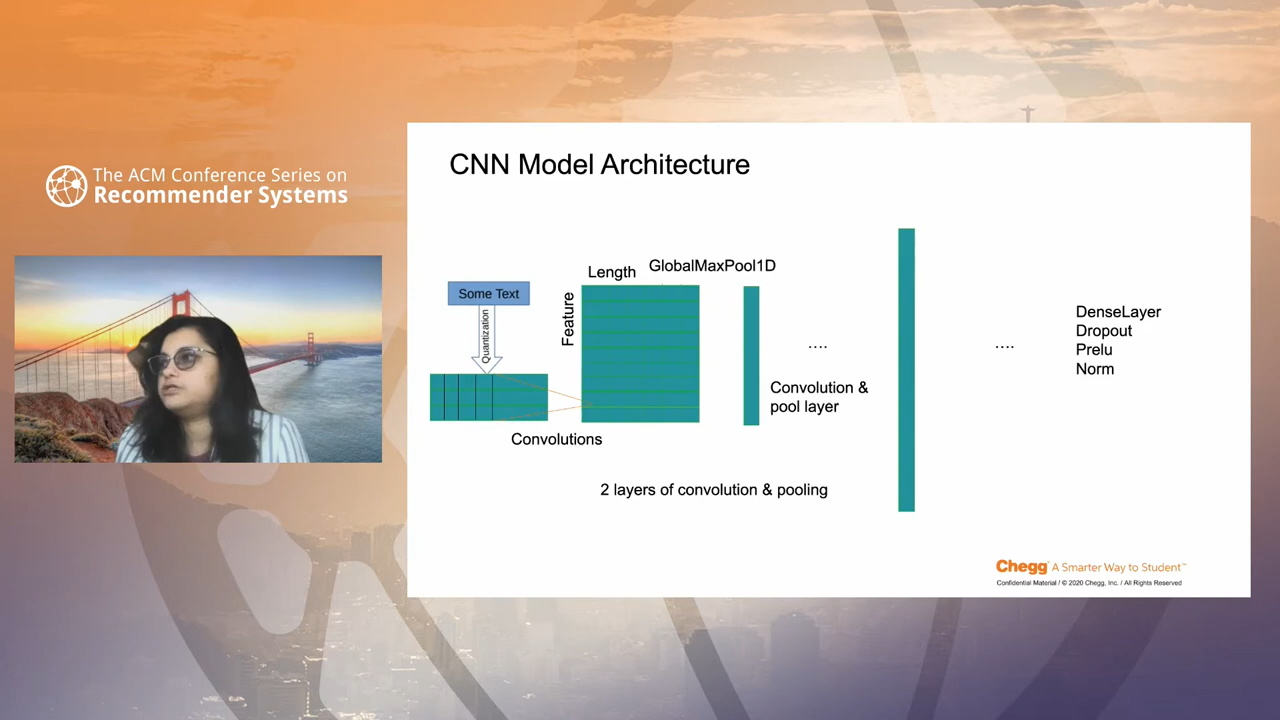 The ACM Conference Series on
Recommender Systems
CNN Model Architecture
Some Text
Quantization
Length
GlobalMaxPool1D
Feature
Convolutions
....
Convolution &
pool layer
2 layers of convolution & pooling
....
DenseLayer
Dropout
Prelu
Norm
Chegg® A Smarter Way to Student™
Confidential Material / © 2020 Chegg, Inc. / All Rights Reserved